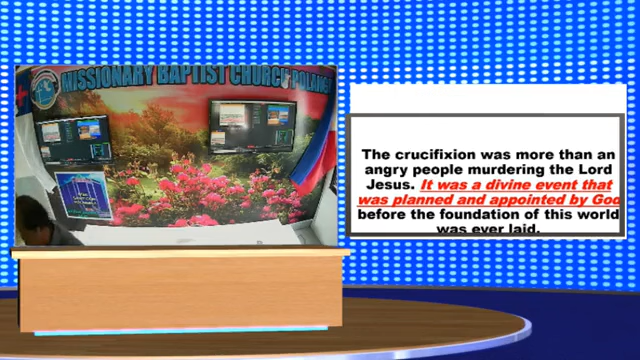 MISSIONARY BAPTIST CHURCH POLANGUI
The crucifixion was more than an
angry people murdering the Lord
Jesus. It was a divine event that
was planned and appointed by God
before the foundation of this world
was ever laid.